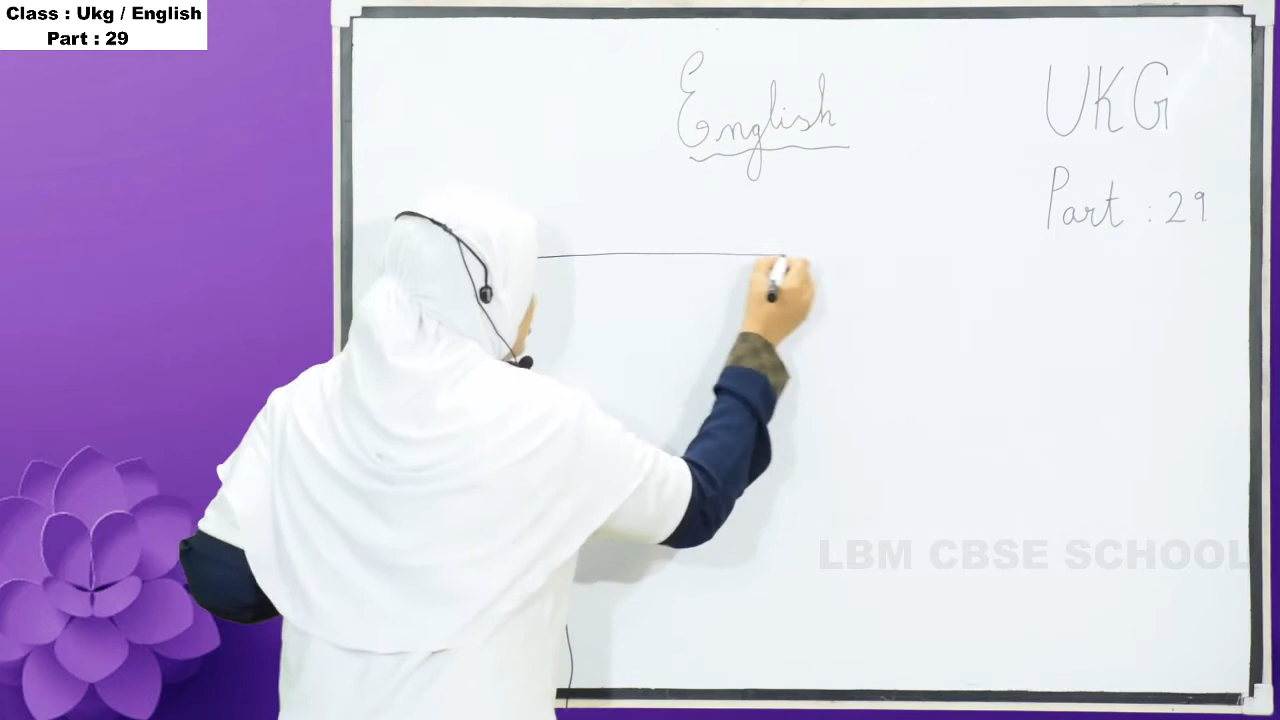 Class : Ukg / English
Part : 29
English
UKG
Part : 29
LBM CBSE SCHOOL